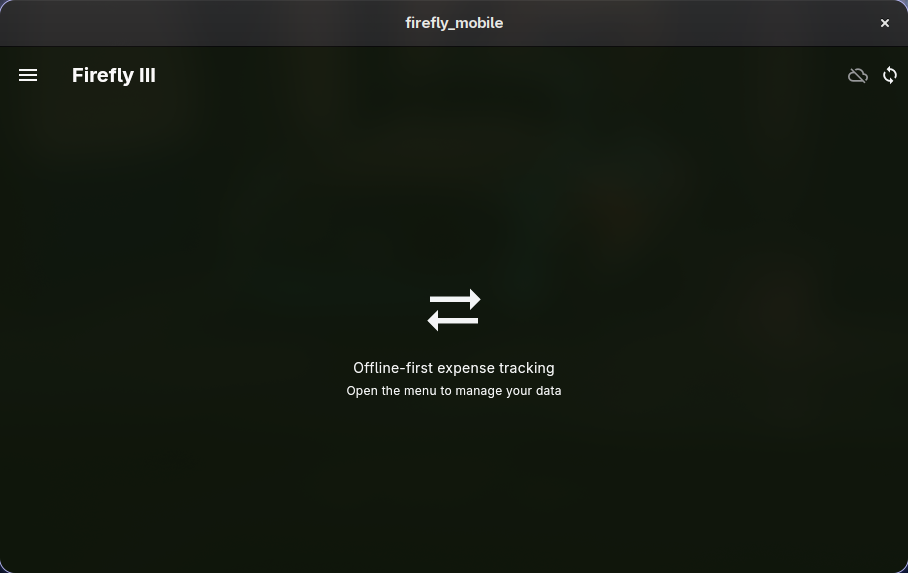 firefly_mobile
Firefly III
Offline-first expense tracking
Open the menu to manage your data